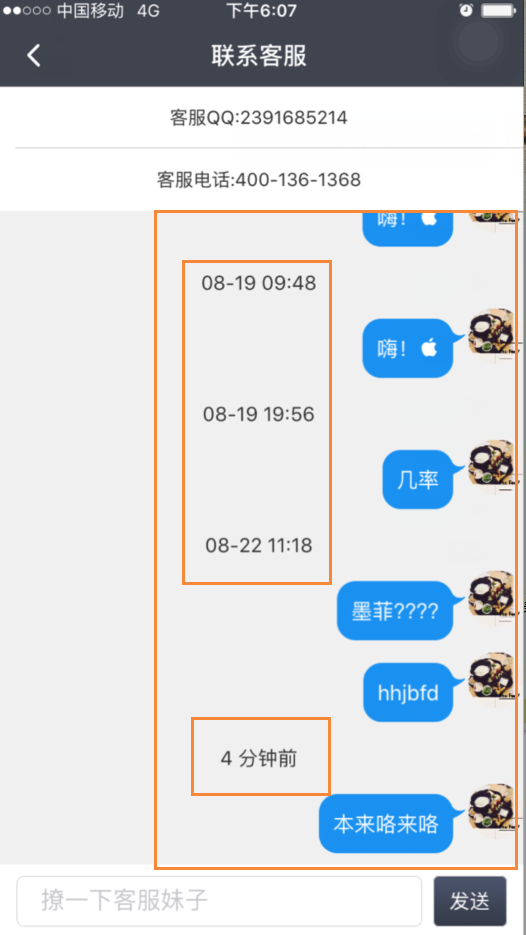 中国移动 4G 下午6:07
联系客服
客服QQ:2391685214
客服电话:400-136-1368
嗨!
08-19 09:48
嗨!
08-19 19:56
几率
08-22 11:18
墨菲????
hhjbfd
4 分钟前
本来咯来咯
撩一下客服妹子 发送